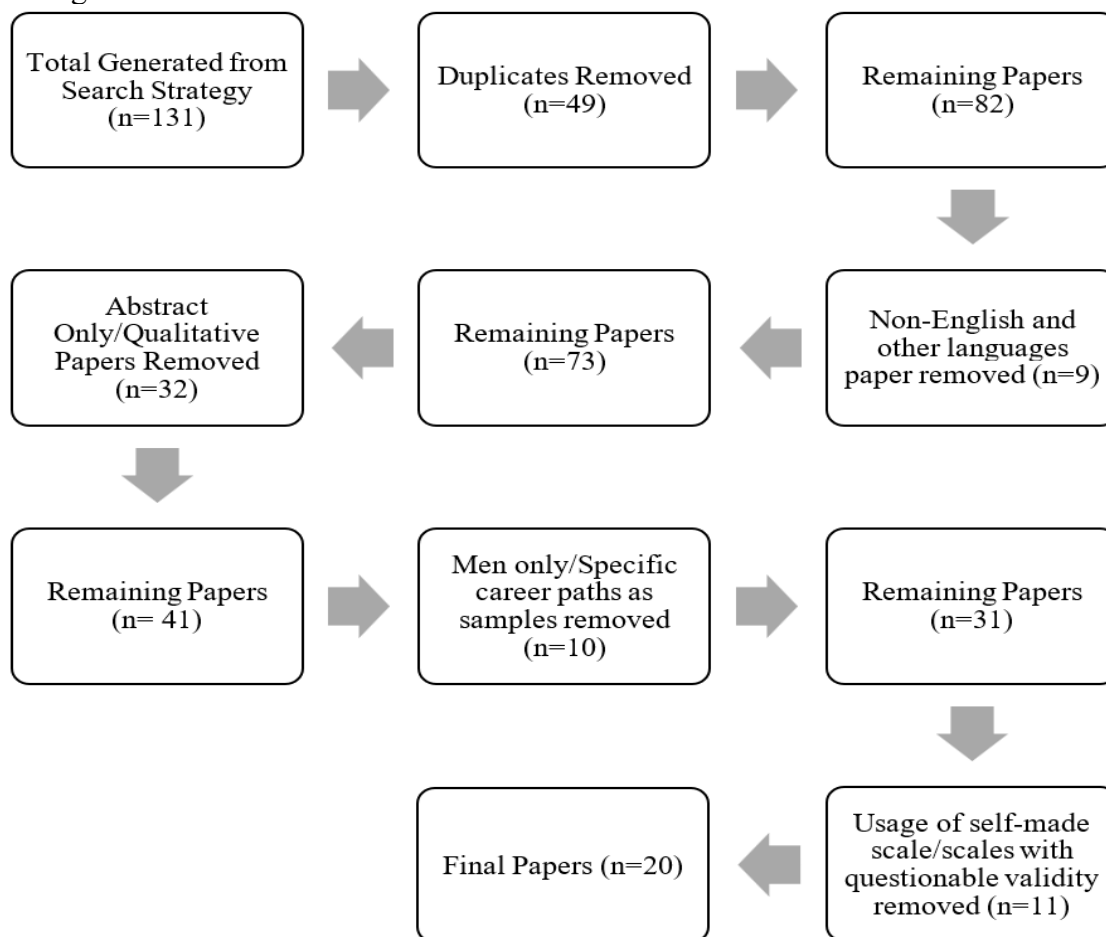 Total Generated from
Search Strategy
(n=131)
Duplicates Removed
(n=49)
Remaining Papers
(n=82)
Non-English and
other languages
paper removed (n=9)
Remaining Papers
(n=73)
Abstract
Only/Qualitative
Papers Removed
(n=32)
Remaining Papers
(n= 41)
Men only/Specific
career paths as
samples removed
(n=10)
Remaining Papers
(n=31)
Usage of self-made
scale/scales with
questionable validity
removed (n=11)
Final Papers (n=20)